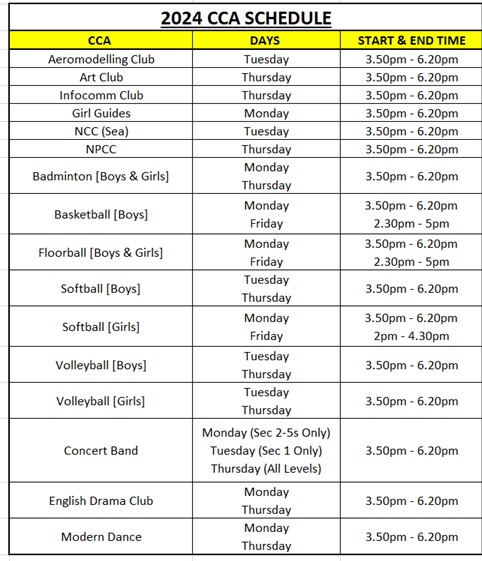 2024 CCA SCHEDULE
CCA DAYS START & END TIME
Aeromodelling Club Tuesday 3.50pm - 6.20pm
Art Club Thursday 3.50pm - 6.20pm
Infocomm Club Thursday 3.50pm - 6.20pm
Girl Guides Monday 3.50pm - 6.20pm
NCC (Sea) Tuesday 3.50pm - 6.20pm
NPCC Thursday 3.50pm - 6.20pm
Badminton [Boys & Girls]
Monday
Thursday
3.50pm - 6.20pm
Basketball [Boys]
Monday
Friday
3.50pm - 6.20pm
2.30pm - 5pm
Floorball [Boys & Girls]
Monday
Friday
3.50pm - 6.20pm
2.30pm - 5pm
Softball [Boys]
Tuesday
Thursday
3.50pm - 6.20pm
Softball [Girls]
Monday
Friday
3.50pm - 6.20pm
2pm - 4.30pm
Volleyball [Boys]
Tuesday
Thursday
3.50pm - 6.20pm
Volleyball [Girls]
Tuesday
Thursday
3.50pm - 6.20pm
Concert Band
Monday (Sec 2-5s Only)
Tuesday (Sec 1 Only)
Thursday (All Levels)
3.50pm - 6.20pm
English Drama Club
Monday
Thursday
3.50pm - 6.20pm
Modern Dance
Monday
Thursday
3.50pm - 6.20pm